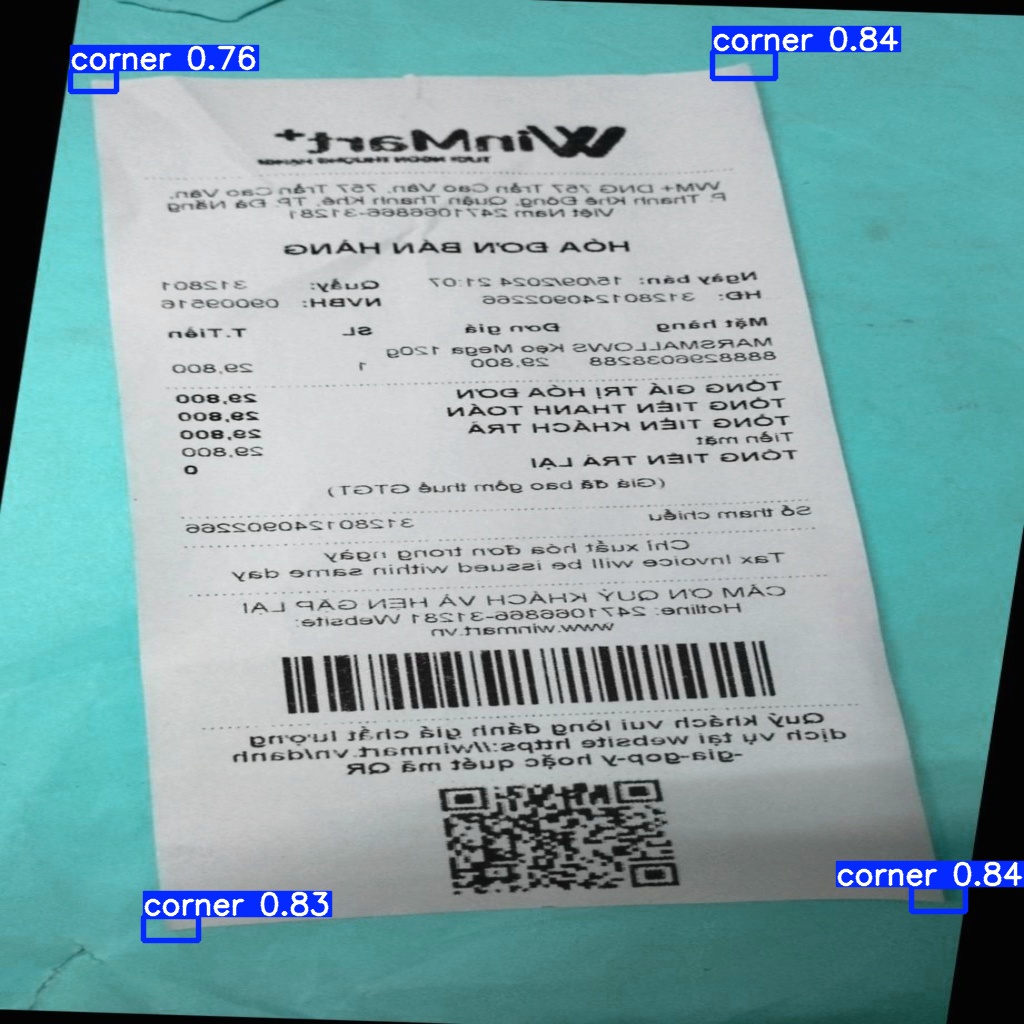 corner 0.76
corner 0.84
WinMart+
WM+ DNG 757 Trần Cao Vân, 757 Trần Cao Vân,
P. Thanh Khê Đông, Quận Thanh Khê, TP. Đà Nẵng
Việt Nam 2471066866-31281
HÓA ĐƠN BÁN HÀNG
Ngày bán: 15/09/2024 21:07 Quầy: 312801
HĐ: 312801240902266 NVBH: 09009516
Mặt hàng Đơn giá SL T.Tiền
MARSMALLOWS Kẹo Mega 120g
8888296038288 29.800 1 29.800
TỔNG GIÁ TRỊ HÓA ĐƠN 29.800
TỔNG TIỀN THANH TOÁN 29.800
TỔNG TIỀN KHÁCH TRẢ 29.800
Tiền mặt 29.800
TỔNG TIỀN TRẢ LẠI 0
(Giá đã bao gồm thuế GTGT)
Số tham chiếu 312801240902266
Chỉ xuất hóa đơn trong ngày
Tax invoice will be issued within same day
CẢM ƠN QUÝ KHÁCH VÀ HẸN GẶP LẠI
Hotline: 2471066866-31281 Website:
www.winmart.vn
Quý khách vui lòng đánh giá chất lượng
dịch vụ tại website https://winmart.vn/danh
-gia-gop-y hoặc quét mã QR
corner 0.83
corner 0.84